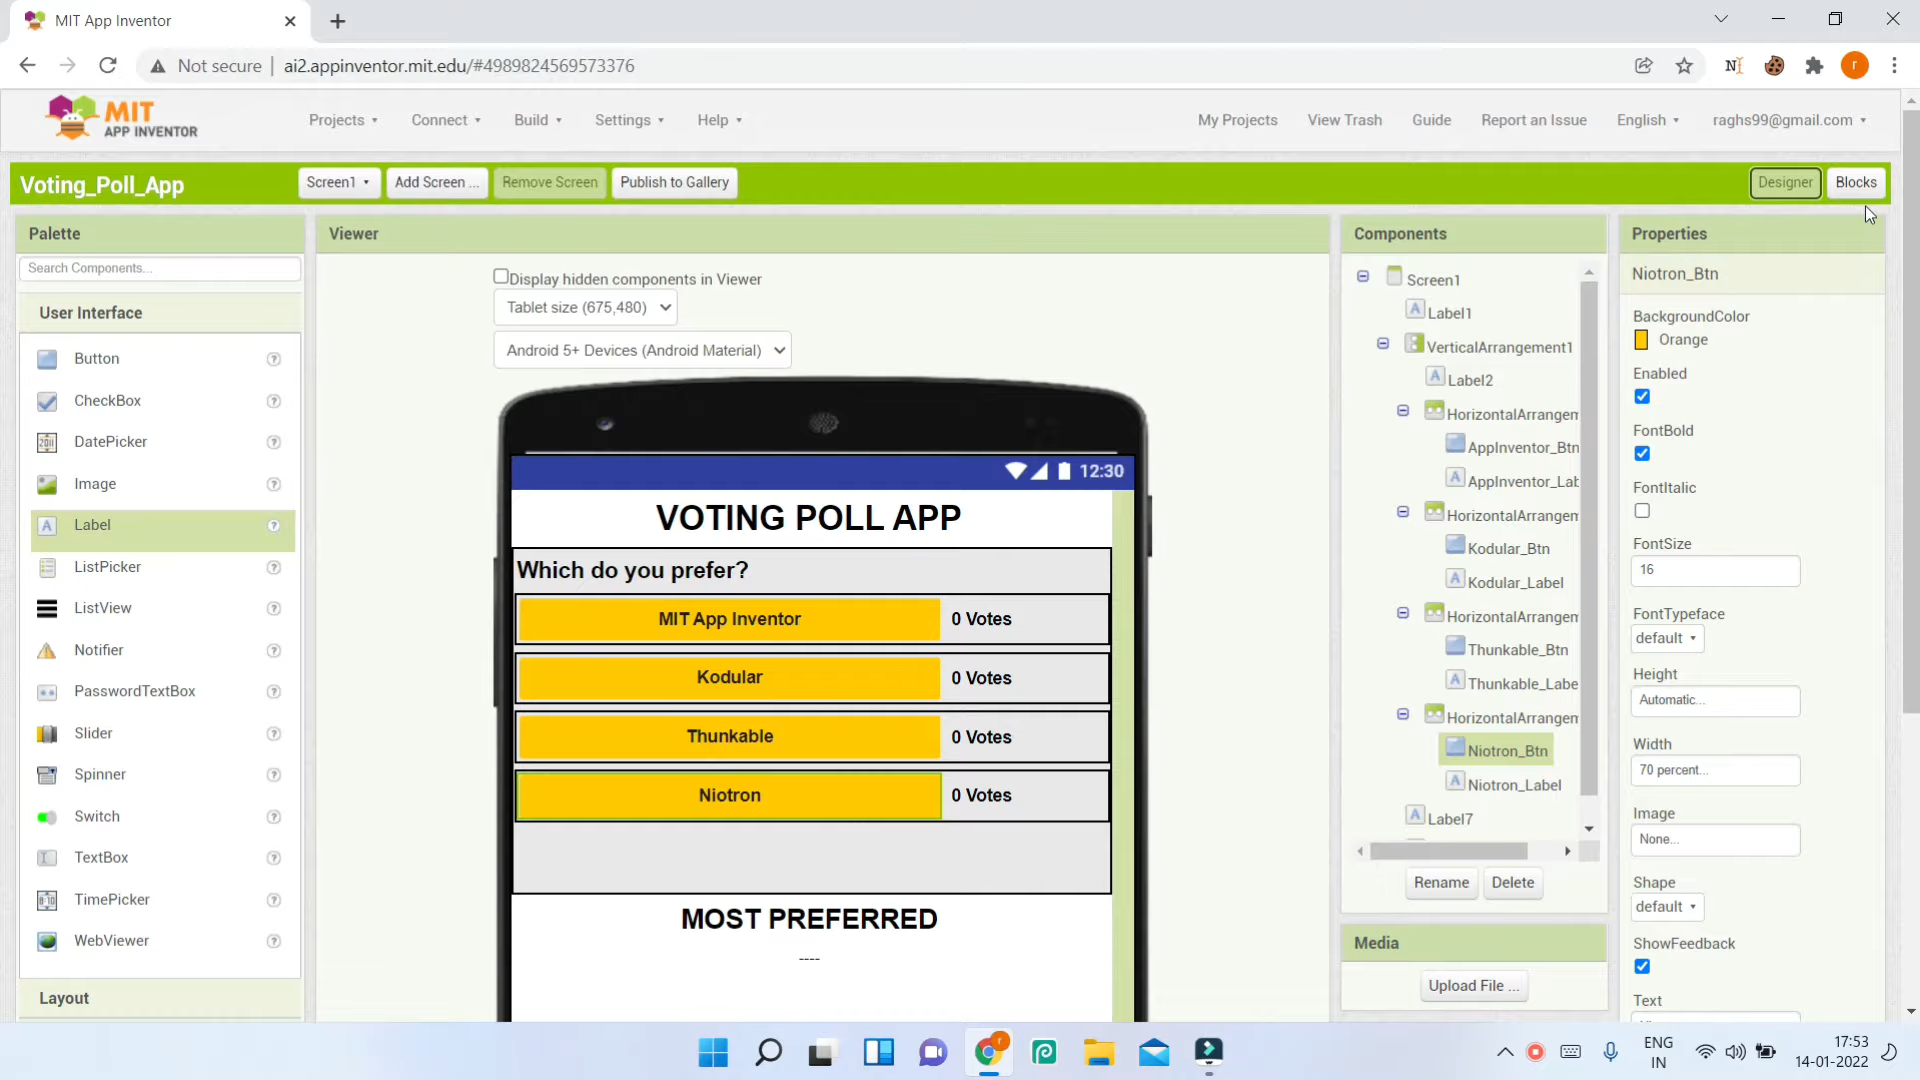 MIT App Inventor
Not secure
ai2.appinventor.mit.edu/#4989824569573376
r
MIT
APP INVENTOR
Projects
Connect
Build
Settings
Help
My Projects
View Trash
Guide
Report an Issue
English
raghs99@gmail.com
Voting_Poll_App
Screen1
Add Screen ...
Remove Screen
Publish to Gallery
Designer
Blocks
Palette
Search Components...
User Interface
Button
CheckBox
DatePicker
Image
Label
ListPicker
ListView
Notifier
PasswordTextBox
Slider
Spinner
Switch
TextBox
TimePicker
WebViewer
Layout
Viewer
Display hidden components in Viewer
Tablet size (675,480)
Android 5+ Devices (Android Material)
12:30
VOTING POLL APP
Which do you prefer?
MIT App Inventor 0 Votes
Kodular 0 Votes
Thunkable 0 Votes
Niotron 0 Votes
MOST PREFERRED
----
Components
Screen1
Label1
VerticalArrangement1
Label2
HorizontalArrangem
AppInventor_Btn
AppInventor_Lab
HorizontalArrangem
Kodular_Btn
Kodular_Label
HorizontalArrangem
Thunkable_Btn
Thunkable_Labe
HorizontalArrangem
Niotron_Btn
Niotron_Label
Label7
Rename
Delete
Media
Upload File ...
Properties
Niotron_Btn
BackgroundColor
Orange
Enabled
FontBold
FontItalic
FontSize
16
FontTypeface
default
Height
Automatic...
Width
70 percent...
Image
None...
Shape
default
ShowFeedback
Text
ENG
IN
17:53
14-01-2022